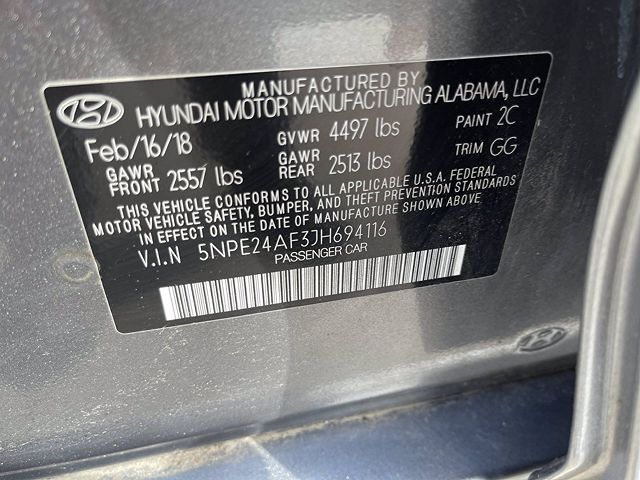 MANUFACTURED BY
HYUNDAI MOTOR MANUFACTURING ALABAMA, LLC
Feb/16/18 GVWR 4497 lbs PAINT 2C
GAWR FRONT 2557 lbs GAWR REAR 2513 lbs TRIM GG
THIS VEHICLE CONFORMS TO ALL APPLICABLE U.S.A. FEDERAL
MOTOR VEHICLE SAFETY, BUMPER, AND THEFT PREVENTION STANDARDS
IN EFFECT ON THE DATE OF MANUFACTURE SHOWN ABOVE.
V.I.N 5NPE24AF3JH694116
PASSENGER CAR